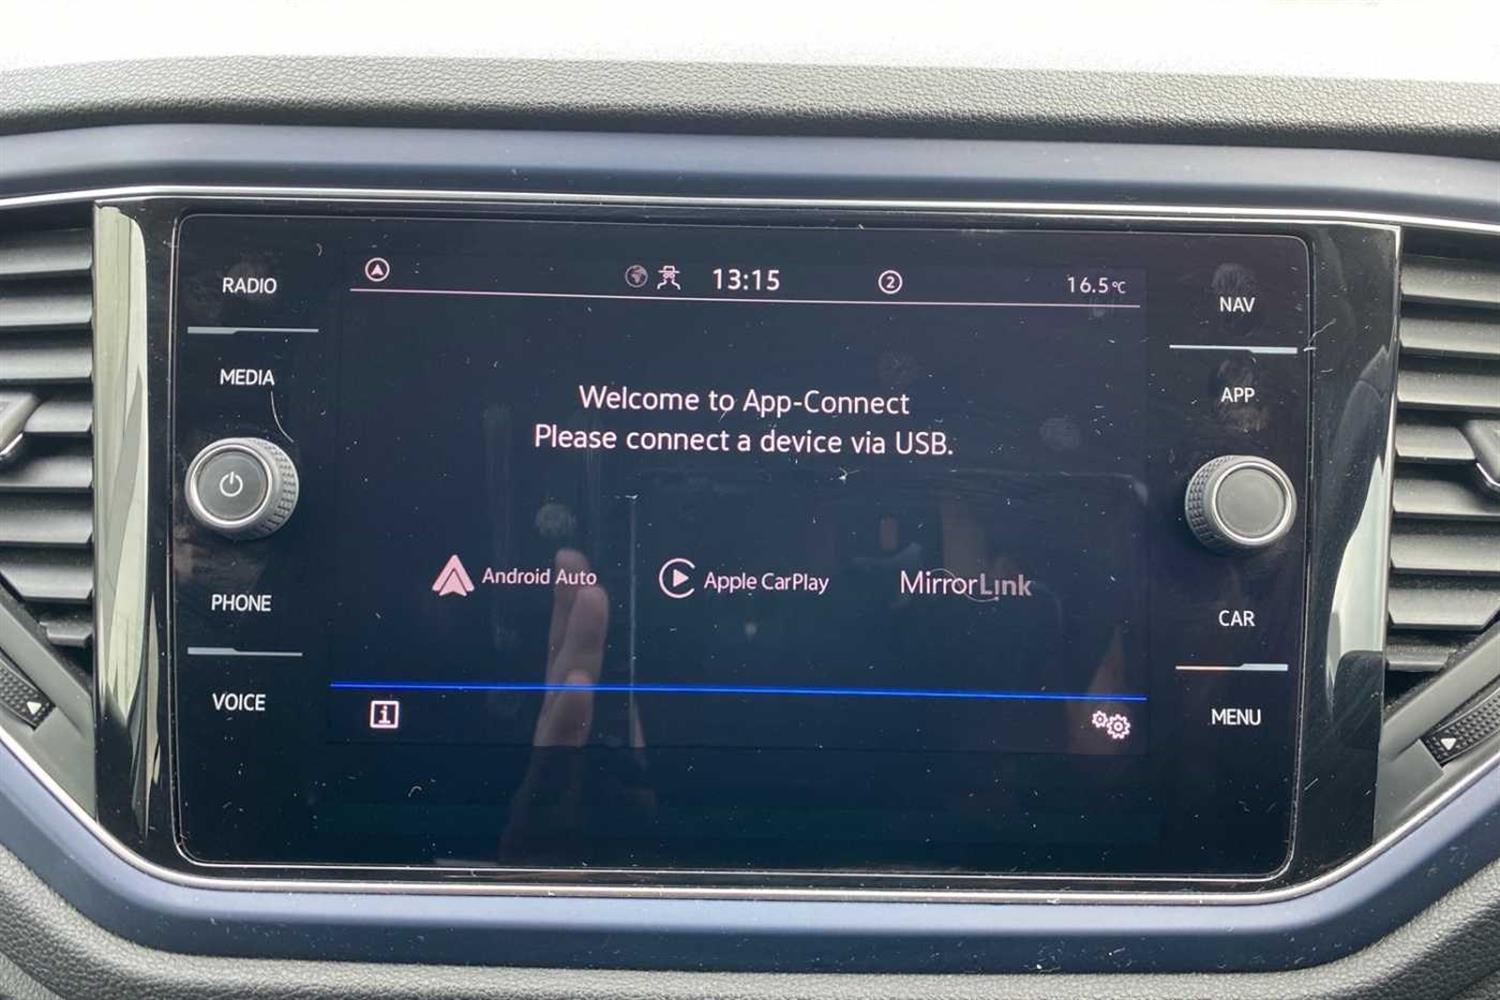 RADIO
MEDIA
PHONE
VOICE
13:15
2
16.5°C
Welcome to App-Connect
Please connect a device via USB.
Android Auto
Apple CarPlay
MirrorLink
i
NAV
APP
CAR
MENU